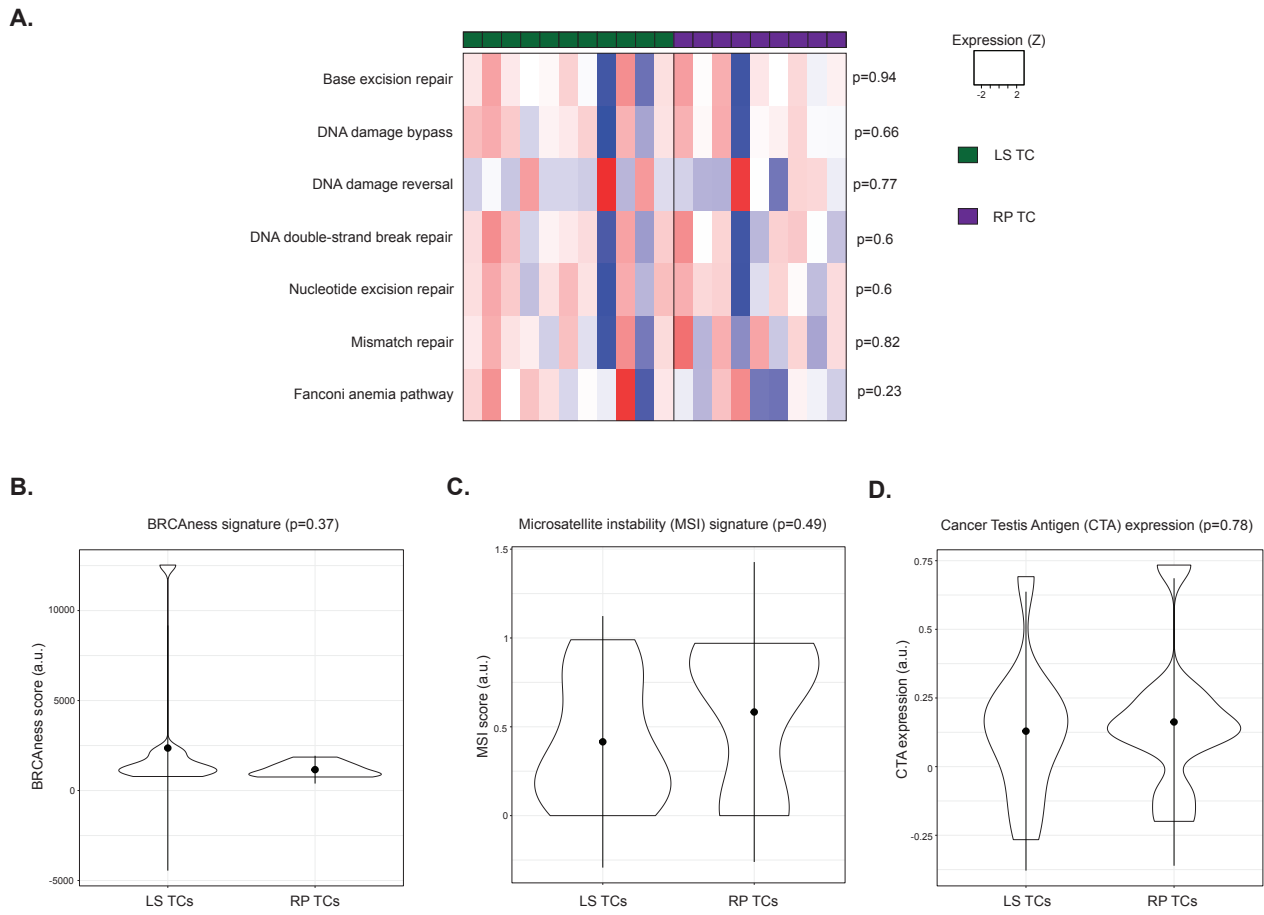 A.
Expression (Z)
-2 2
Base excision repair p=0.94
DNA damage bypass p=0.66
LS TC
DNA damage reversal p=0.77
RP TC
DNA double-strand break repair p=0.6
Nucleotide excision repair p=0.6
Mismatch repair p=0.82
Fanconi anemia pathway p=0.23
B.
BRCAness signature (p=0.37)
BRCAness score (a.u.)
10000
5000
0
-5000
LS TCs RP TCs
C.
Microsatellite instability (MSI) signature (p=0.49)
MSI score (a.u.)
1.5
1
0.5
0
LS TCs RP TCs
D.
Cancer Testis Antigen (CTA) expression (p=0.78)
CTA expression (a.u.)
0.75
0.5
0.25
0
-0.25
LS TCs RP TCs